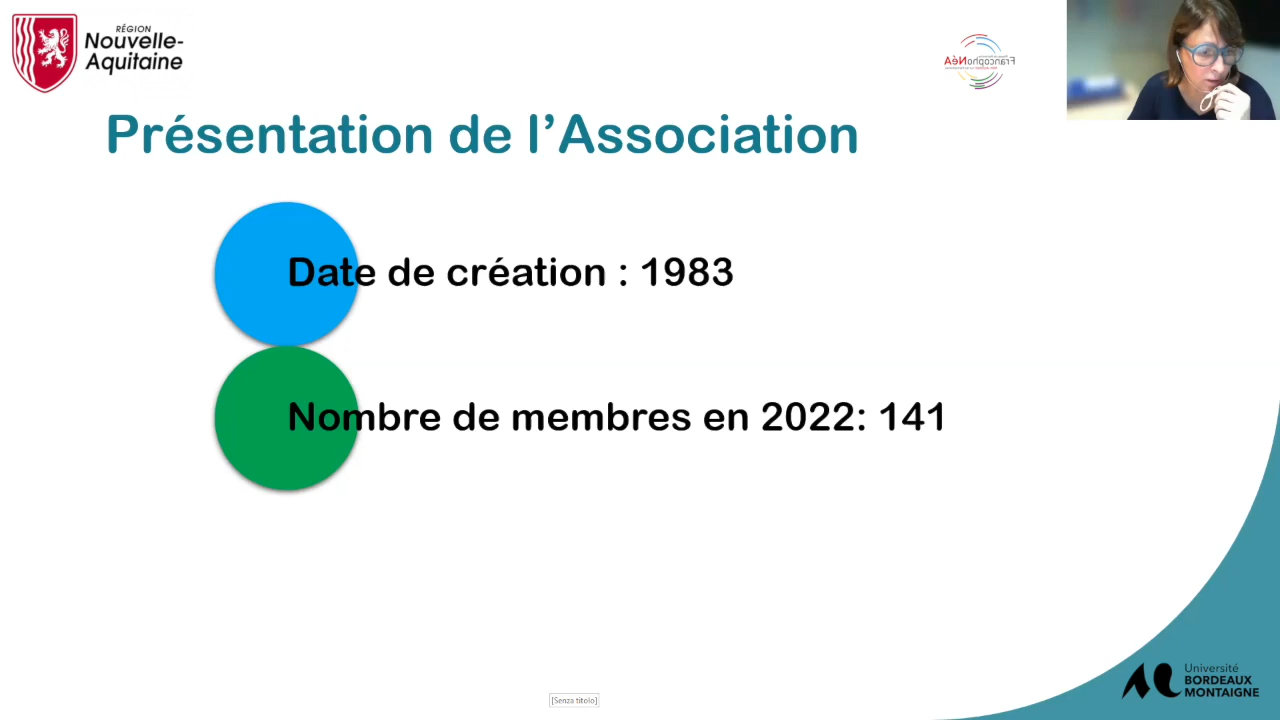 RÉGION
Nouvelle-
Aquitaine
FrancophoNéA
Présentation de l’Association
Date de création : 1983
Nombre de membres en 2022: 141
[Senza titolo]
Université
BORDEAUX
MONTAIGNE